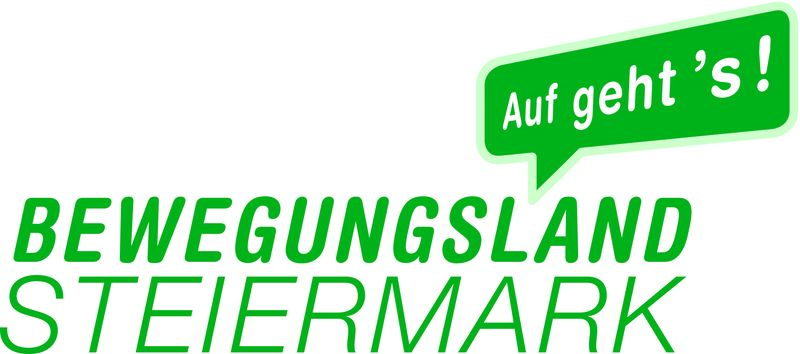 Auf geht ’s!
BEWEGUNGSLAND
STEIERMARK